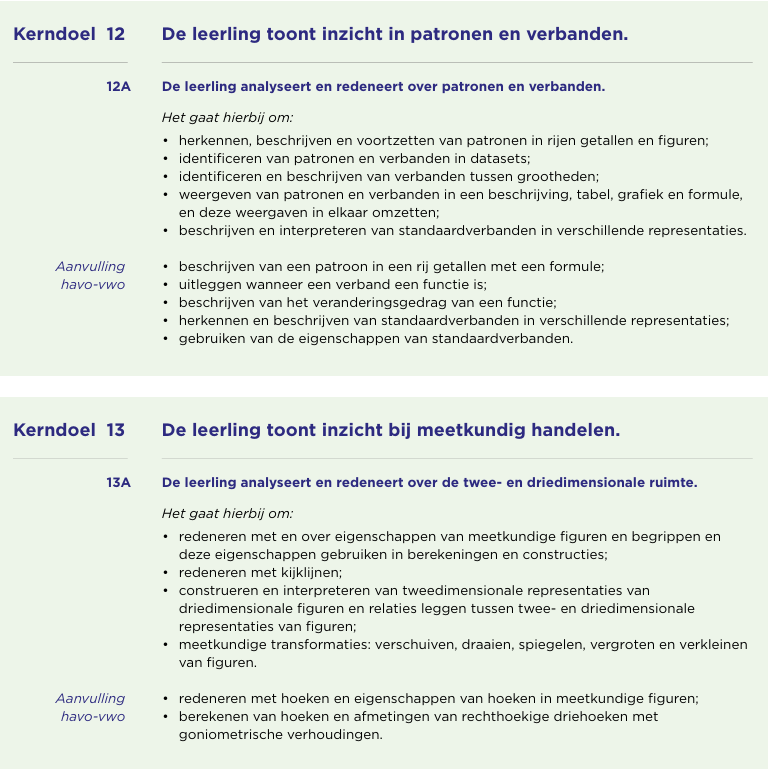 Kerndoel 12 De leerling toont inzicht in patronen en verbanden.
12A De leerling analyseert en redeneert over patronen en verbanden.
Het gaat hierbij om:
• herkennen, beschrijven en voortzetten van patronen in rijen getallen en figuren;
• identificeren van patronen en verbanden in datasets;
• identificeren en beschrijven van verbanden tussen grootheden;
• weergeven van patronen en verbanden in een beschrijving, tabel, grafiek en formule,
en deze weergaven in elkaar omzetten;
• beschrijven en interpreteren van standaardverbanden in verschillende representaties.
Aanvulling • beschrijven van een patroon in een rij getallen met een formule;
havo-vwo • uitleggen wanneer een verband een functie is;
• beschrijven van het veranderingsgedrag van een functie;
• herkennen en beschrijven van standaardverbanden in verschillende representaties;
• gebruiken van de eigenschappen van standaardverbanden.
Kerndoel 13 De leerling toont inzicht bij meetkundig handelen.
13A De leerling analyseert en redeneert over de twee- en driedimensionale ruimte.
Het gaat hierbij om:
• redeneren met en over eigenschappen van meetkundige figuren en begrippen en
deze eigenschappen gebruiken in berekeningen en constructies;
• redeneren met kijklijnen;
• construeren en interpreteren van tweedimensionale representaties van
driedimensionale figuren en relaties leggen tussen twee- en driedimensionale
representaties van figuren;
• meetkundige transformaties: verschuiven, draaien, spiegelen, vergroten en verkleinen
van figuren.
Aanvulling • redeneren met hoeken en eigenschappen van hoeken in meetkundige figuren;
havo-vwo • berekenen van hoeken en afmetingen van rechthoekige driehoeken met
goniometrische verhoudingen.